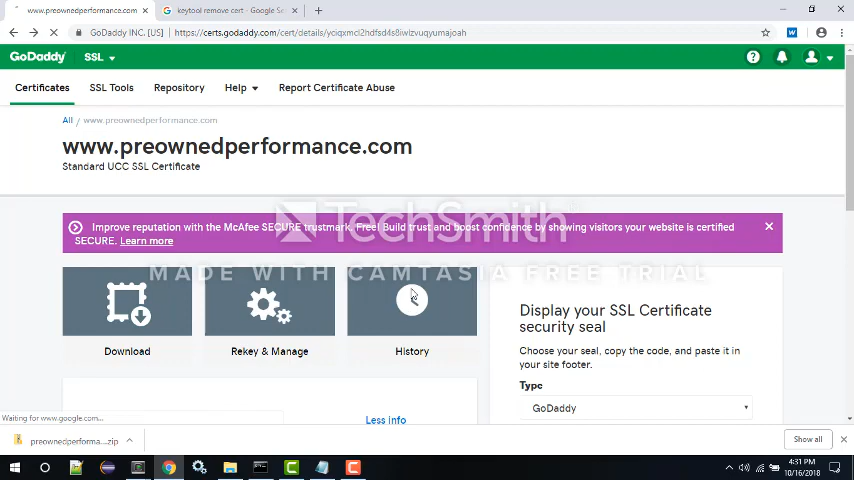 www.preownedperformance.com
keytool remove cert - Google Se
GoDaddy INC. [US] https://certs.godaddy.com/cert/details/yciqxmcl2hdfsd4s8iwizvuqyumajoah
GoDaddy SSL
Certificates SSL Tools Repository Help Report Certificate Abuse
All / www.preownedperformance.com
www.preownedperformance.com
Standard UCC SSL Certificate
Improve reputation with the McAfee SECURE trustmark. Free! Build trust and boost confidence by showing visitors your website is certified
SECURE. Learn more
TechSmith
MADE WITH CAMTASIA FREE TRIAL
Download Rekey & Manage History
Display your SSL Certificate
security seal
Choose your seal, copy the code, and paste it in
your site footer.
Type
GoDaddy
Less info
Waiting for www.google.com...
preownedperforma....zip
Show all
4:31 PM
10/16/2018